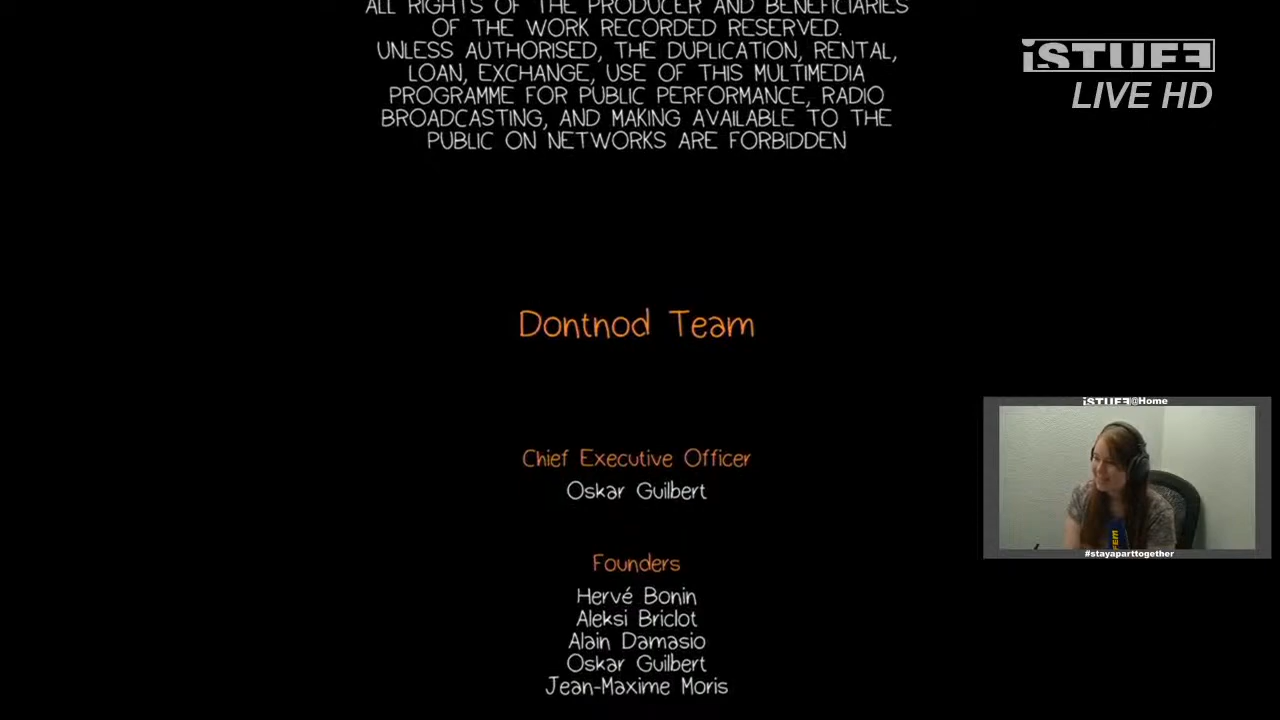 ALL RIGHTS OF THE PRODUCER AND BENEFICIARIES
OF THE WORK RECORDED RESERVED.
UNLESS AUTHORISED, THE DUPLICATION, RENTAL,
LOAN, EXCHANGE, USE OF THIS MULTIMEDIA
PROGRAMME FOR PUBLIC PERFORMANCE, RADIO
BROADCASTING, AND MAKING AVAILABLE TO THE
PUBLIC ON NETWORKS ARE FORBIDDEN
iSTUFF
LIVE HD
Dontnod Team
Chief Executive Officer
Oskar Guilbert
Founders
Hervé Bonin
Aleksi Briclot
Alain Damasio
Oskar Guilbert
Jean-Maxime Moris
iSTUFF@Home
#stayaparttogether